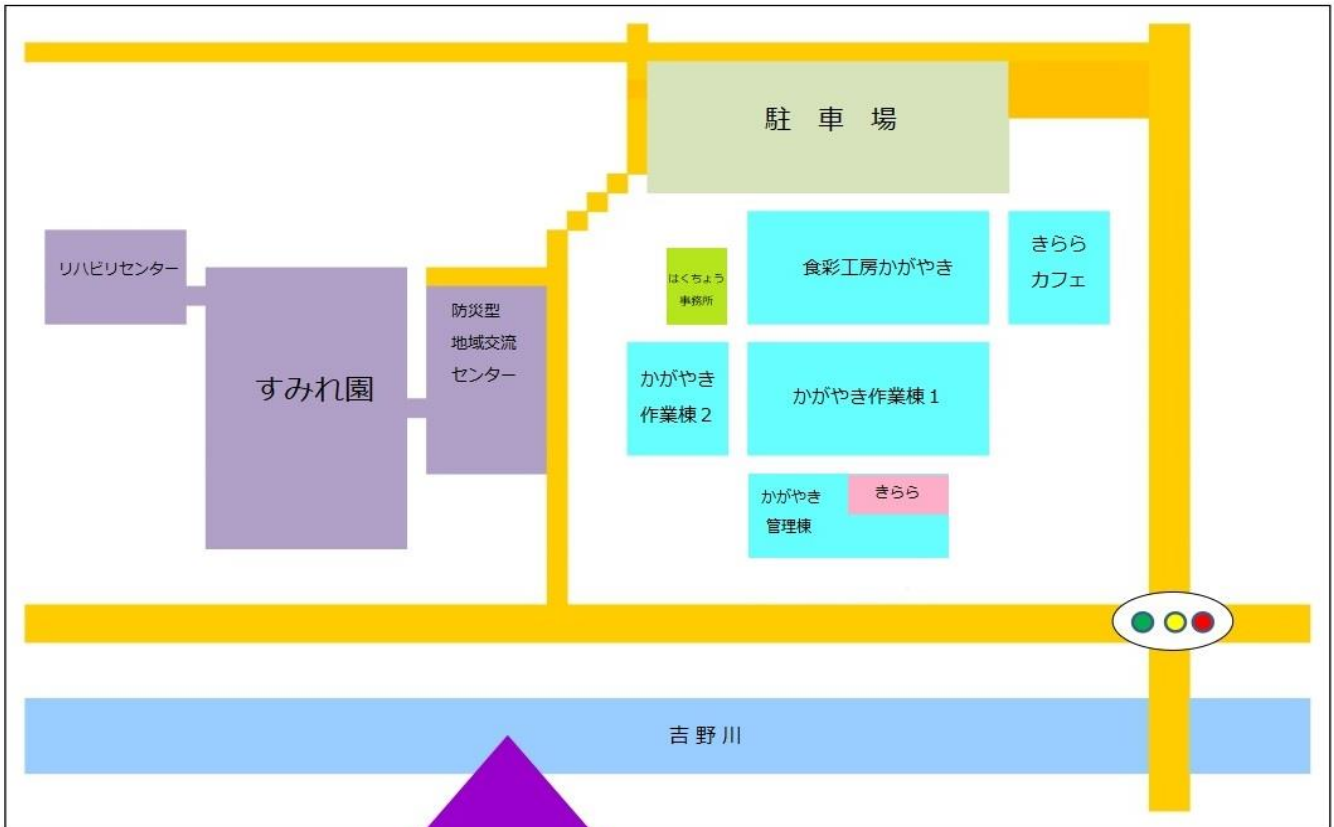 駐 車 場
リハビリセンター
すみれ園
防災型
地域交流
センター
はくちょう
事務所
食彩工房かがやき
きらら
カフェ
かがやき
作業棟２
かがやき作業棟１
かがやき
管理棟
きらら
吉 野 川